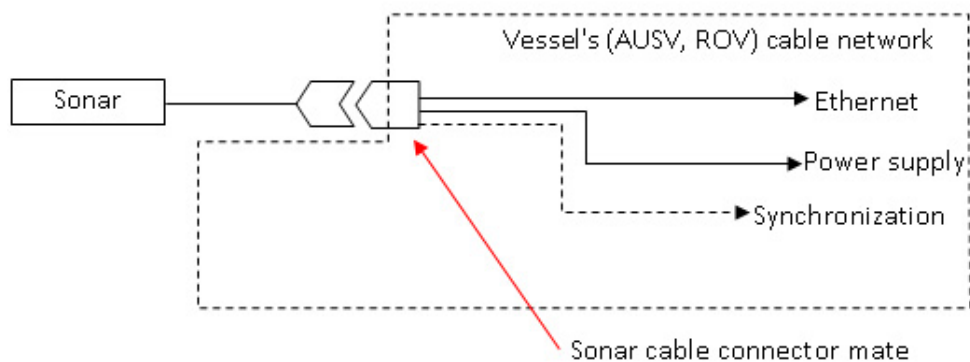 Vessel's (AUSV, ROV) cable network
Sonar
Ethernet
Power supply
Synchronization
Sonar cable connector mate